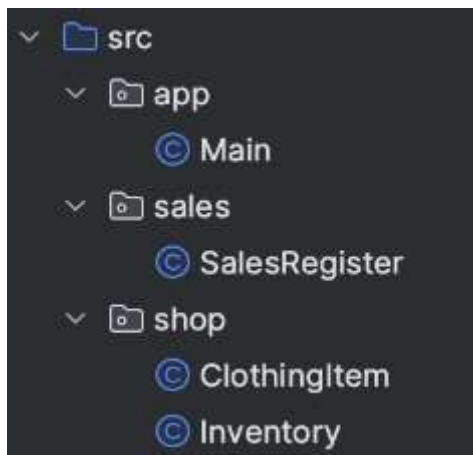 src
app
Main
sales
SalesRegister
shop
ClothingItem
Inventory